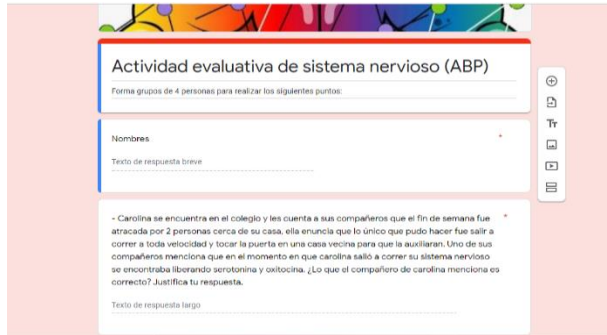 Actividad evaluativa de sistema nervioso (ABP)
Forma grupos de 4 personas para realizar los siguientes puntos:
Nombres *
Texto de respuesta breve
- Carolina se encuentra en el colegio y les cuenta a sus compañeros que el fin de semana fue *
atracada por 2 personas cerca de su casa, ella enuncia que lo único que pudo hacer fue salir a
correr a toda velocidad y tocar la puerta en una casa vecina para que la auxiliaran. Uno de sus
compañeros menciona que en el momento en que carolina salió a correr su sistema nervioso
se encontraba liberando serotonina y oxitocina. ¿Lo que el compañero de carolina menciona es
correcto? Justifica tu respuesta.
Texto de respuesta largo
Tт